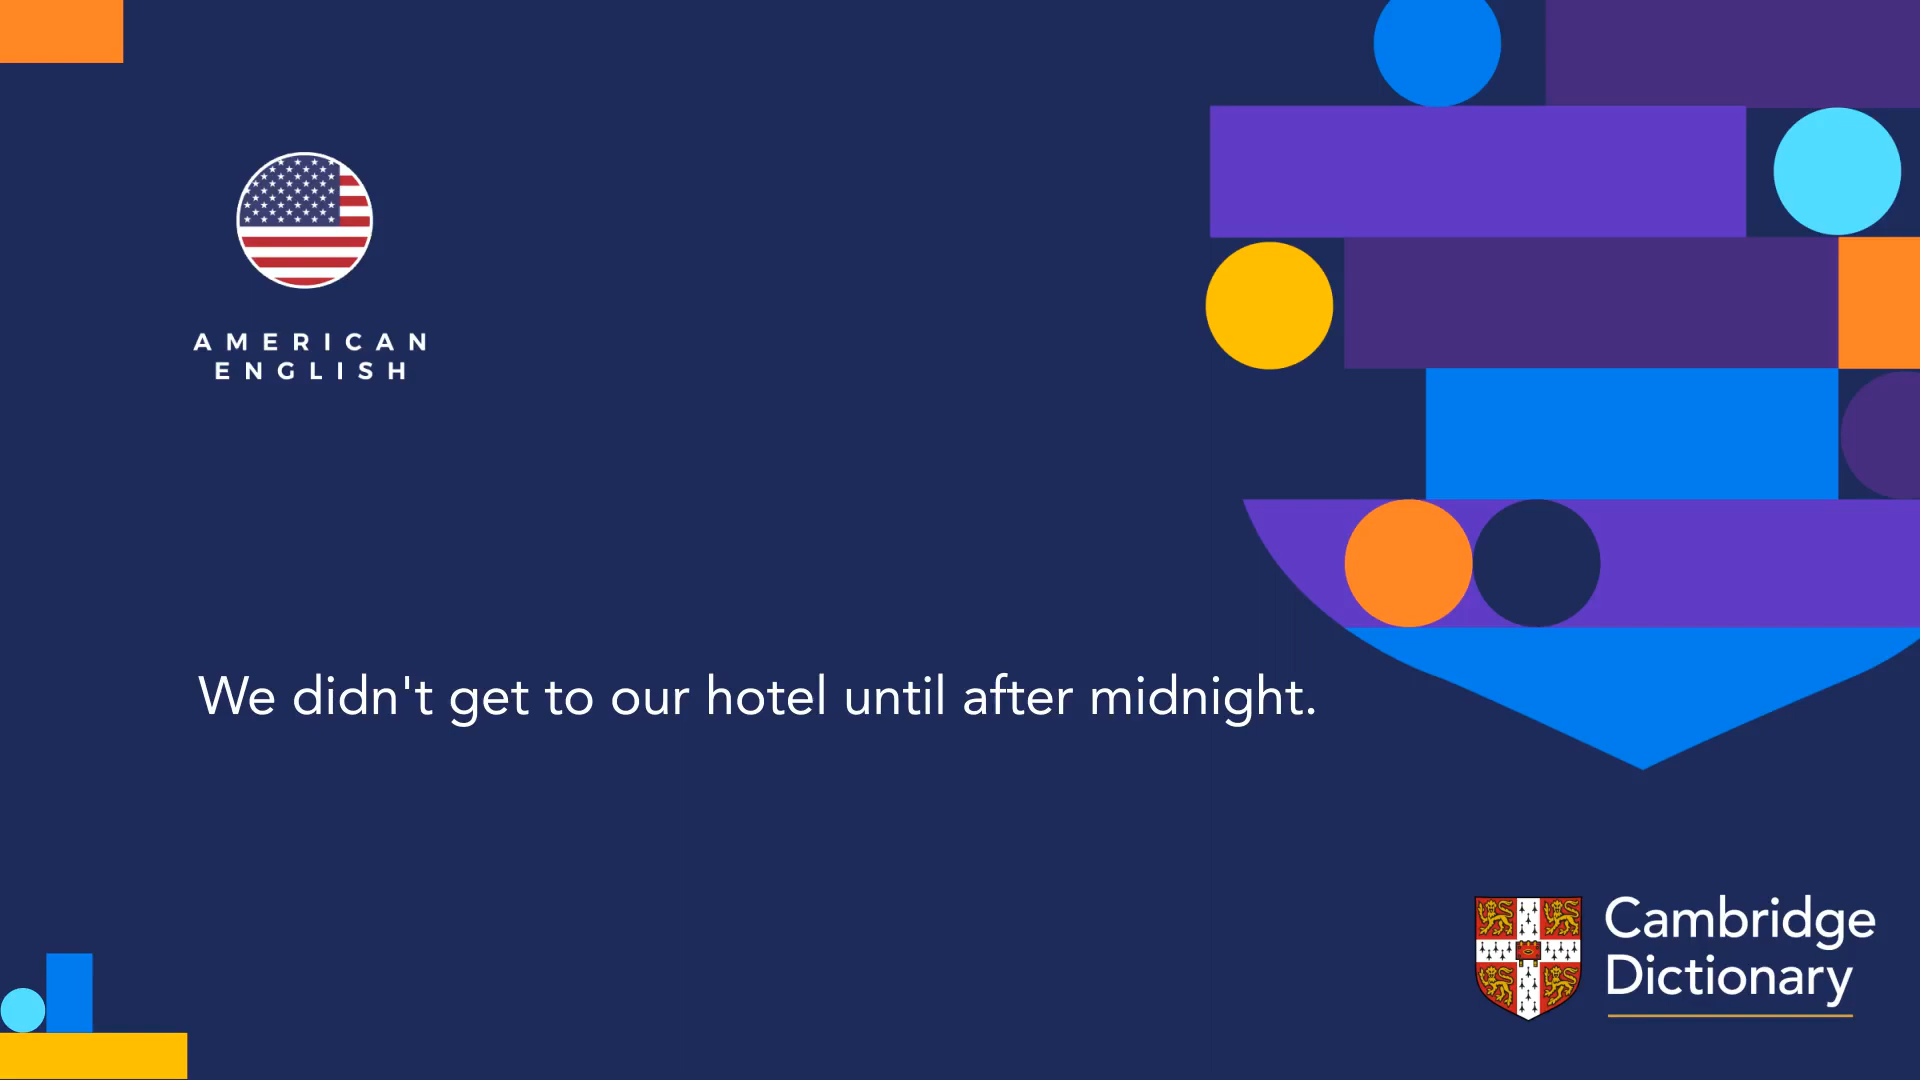 AMERICAN
ENGLISH
We didn't get to our hotel until after midnight.
Cambridge
Dictionary